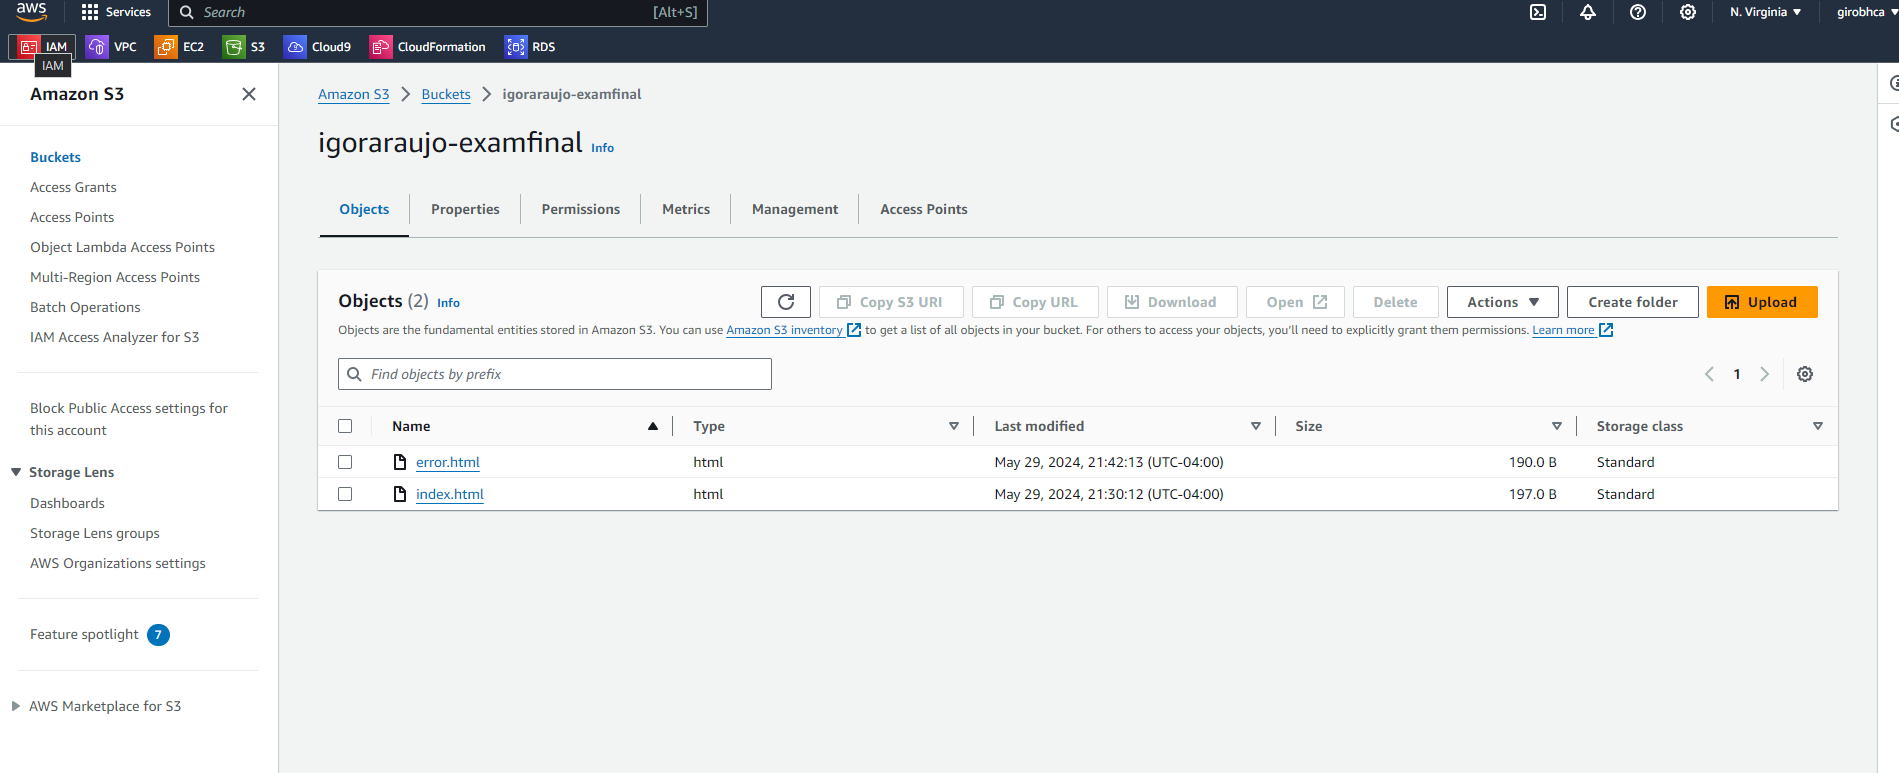 aws Services Search [Alt+S] N. Virginia girobhca
IAM VPC EC2 S3 Cloud9 CloudFormation RDS
IAM
Amazon S3
Buckets
Access Grants
Access Points
Object Lambda Access Points
Multi-Region Access Points
Batch Operations
IAM Access Analyzer for S3
Block Public Access settings for
this account
Storage Lens
Dashboards
Storage Lens groups
AWS Organizations settings
Feature spotlight 7
AWS Marketplace for S3
Amazon S3 Buckets igoraraujo-examfinal
igoraraujo-examfinal Info
Objects Properties Permissions Metrics Management Access Points
Objects (2) Info Copy S3 URI Copy URL Download Open Delete Actions Create folder Upload
Objects are the fundamental entities stored in Amazon S3. You can use Amazon S3 inventory to get a list of all objects in your bucket. For others to access your objects, you'll need to explicitly grant them permissions. Learn more
Find objects by prefix 1
Name Type Last modified Size Storage class
error.html html May 29, 2024, 21:42:13 (UTC-04:00) 190.0 B Standard
index.html html May 29, 2024, 21:30:12 (UTC-04:00) 197.0 B Standard